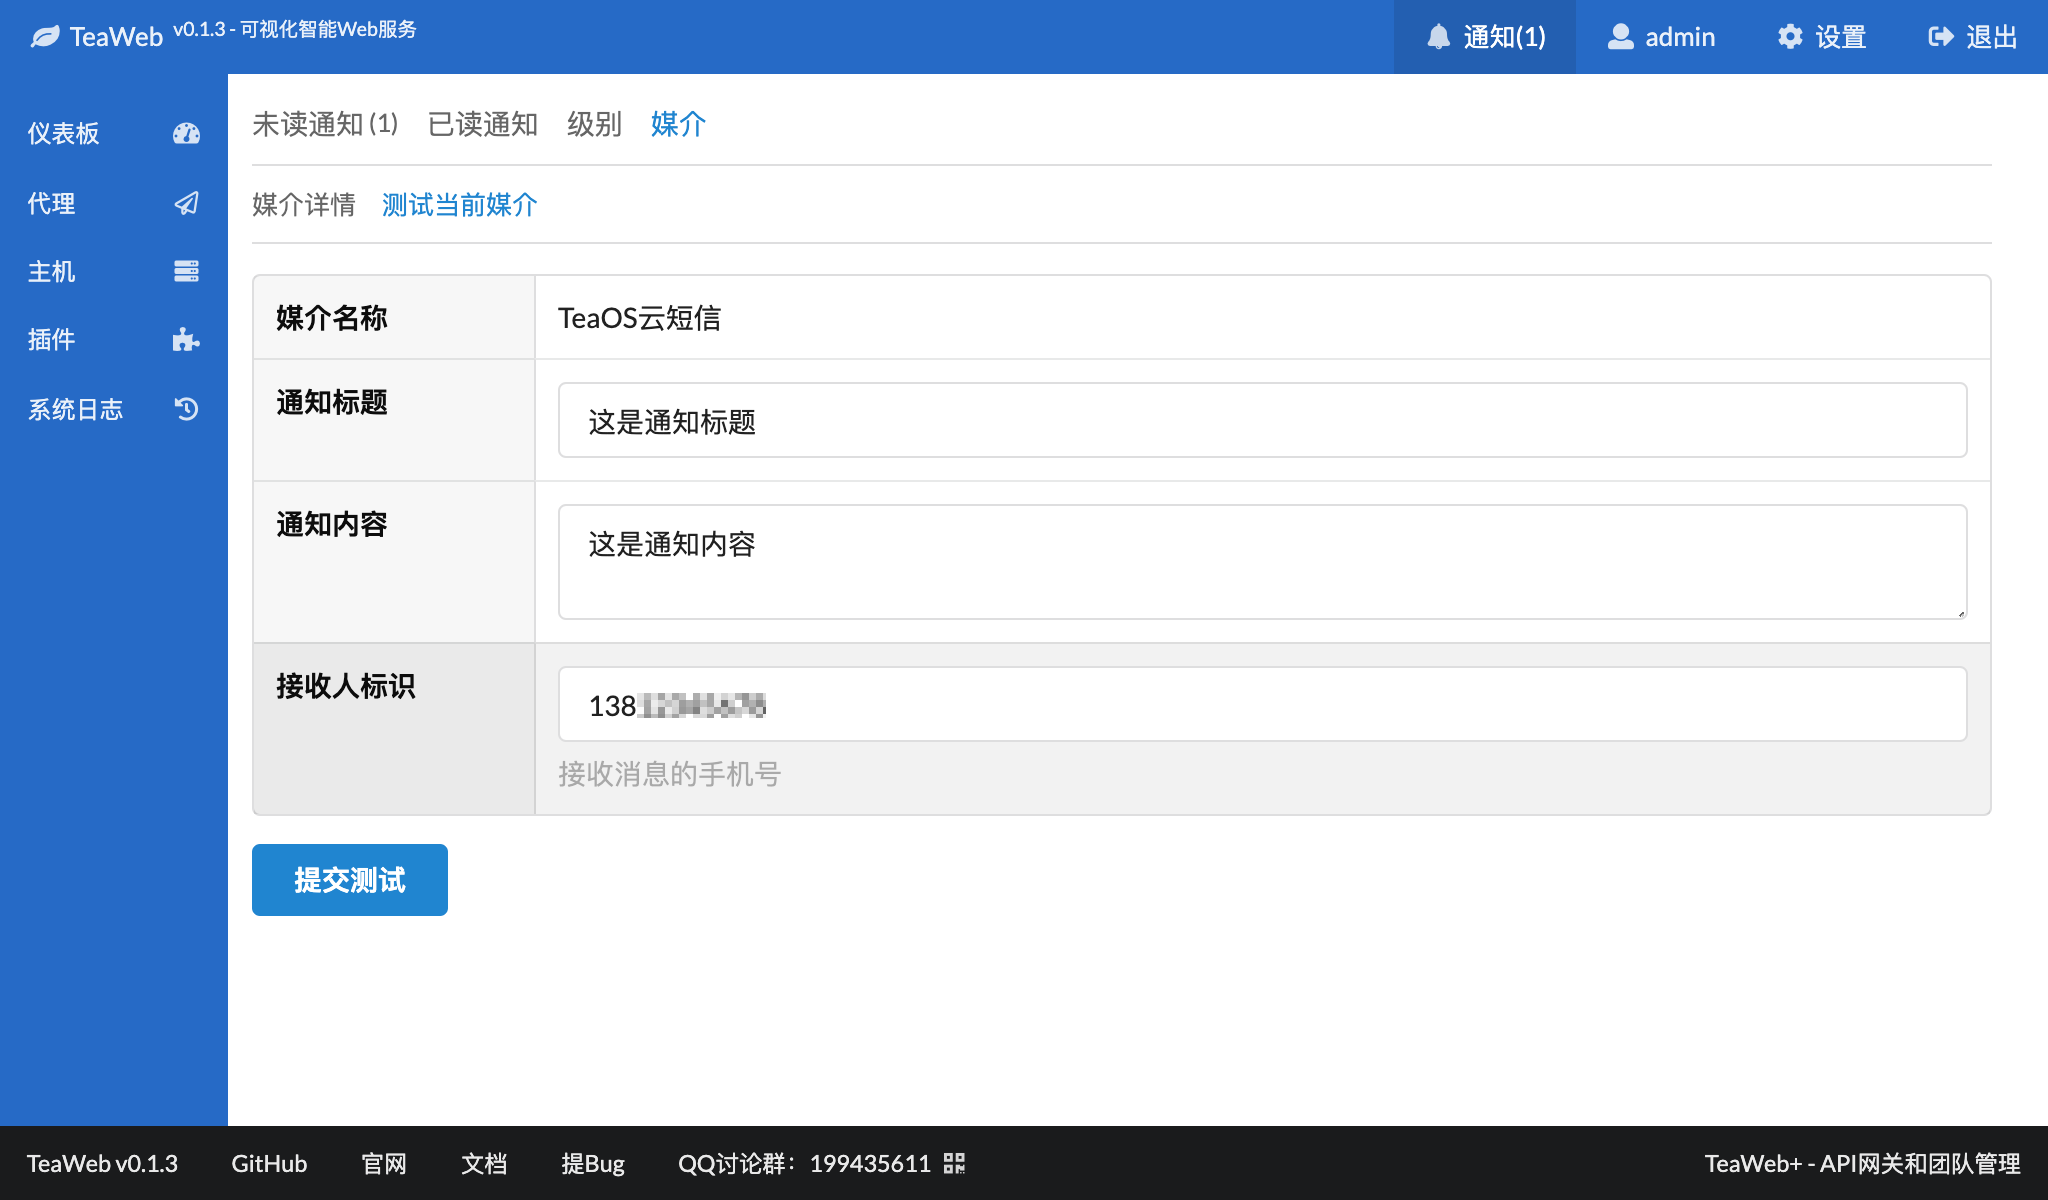 TeaWeb v0.1.3 - 可视化智能Web服务
通知(1) admin 设置 退出
仪表板
代理
主机
插件
系统日志
未读通知(1) 已读通知 级别 媒介
媒介详情 测试当前媒介
媒介名称 TeaOS云短信
通知标题 这是通知标题
通知内容 这是通知内容
接收人标识 138
接收消息的手机号
提交测试
TeaWeb v0.1.3 GitHub 官网 文档 提Bug QQ讨论群：199435611 TeaWeb+ - API网关和团队管理